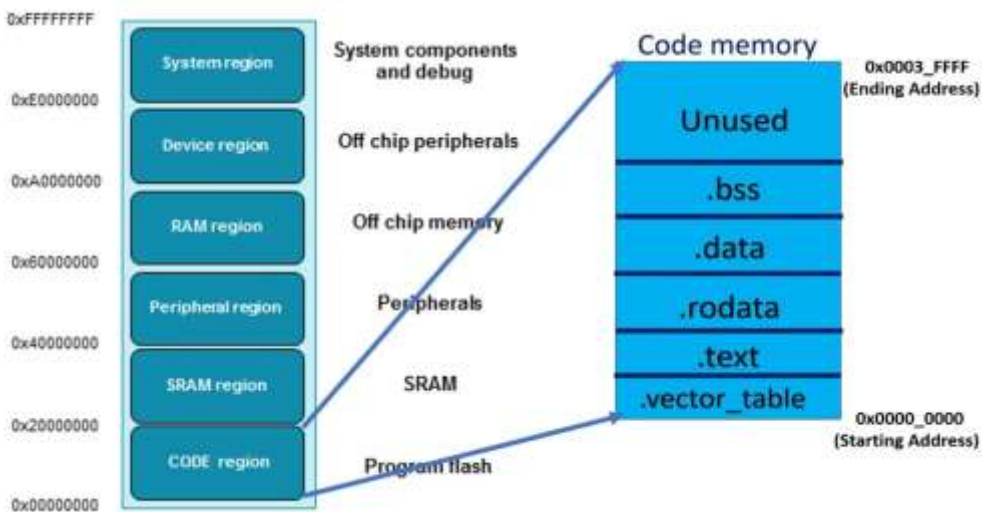 0xFFFFFFFF
System region
System components
and debug
0xE0000000
Device region
Off chip peripherals
0xA0000000
RAM region
Off chip memory
0x60000000
Peripheral region
Peripherals
0x40000000
SRAM region
SRAM
0x20000000
CODE region
Program flash
0x00000000
Code memory
0x0003_FFFF
(Ending Address)
Unused
.bss
.data
.rodata
.text
.vector_table
0x0000_0000
(Starting Address)